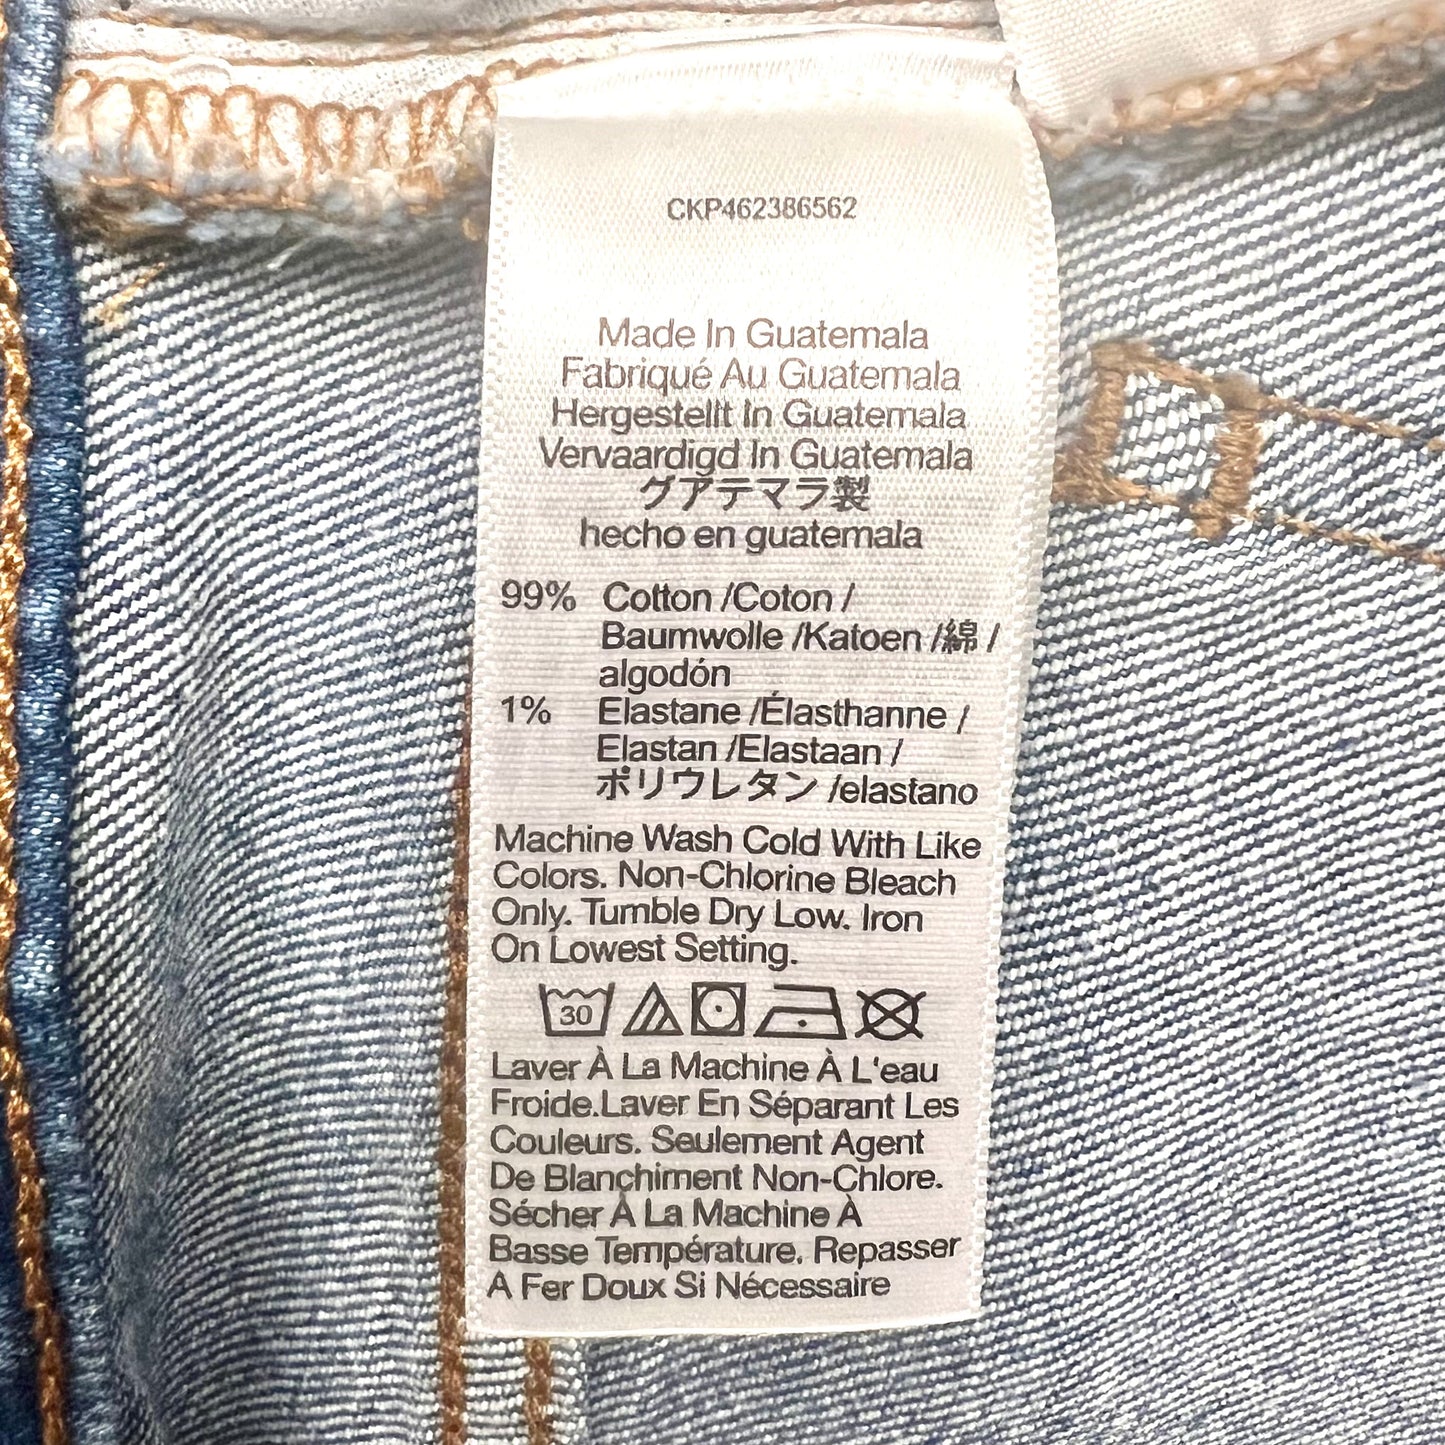 CKP462386562
Made In Guatemala
Fabriqué Au Guatemala
Hergestellt In Guatemala
Vervaardigd In Guatemala
グアテマラ製
hecho en guatemala
99% Cotton /Coton /
Baumwolle /Katoen /綿 /
algodón
1% Elastane /Élasthanne /
Elastan /Elastaan /
ポリウレタン /elastano
Machine Wash Cold With Like
Colors. Non-Chlorine Bleach
Only. Tumble Dry Low. Iron
On Lowest Setting.
30
Laver À La Machine À L'eau
Froide.Laver En Séparant Les
Couleurs. Seulement Agent
De Blanchiment Non-Chlore.
Sécher À La Machine À
Basse Température. Repasser
A Fer Doux Si Nécessaire